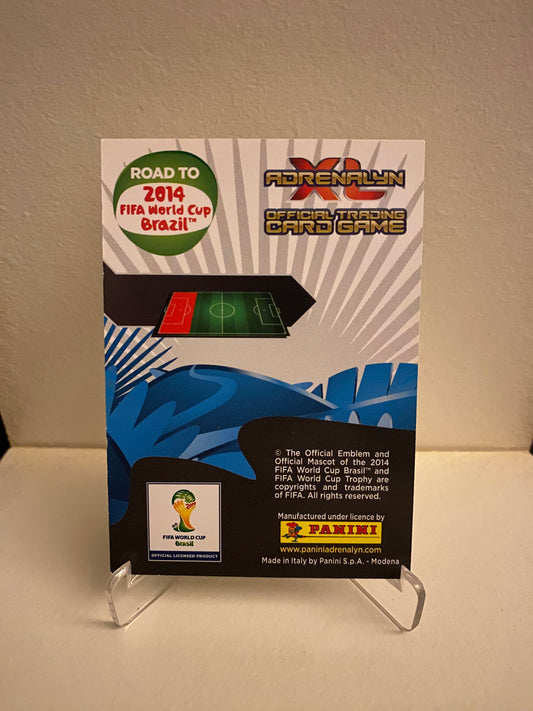 ROAD TO
2014
FIFA World Cup
Brazil™
ADRENALYN
XL
OFFICIAL TRADING
CARD GAME
© The Official Emblem and
Official Mascot of the 2014
FIFA World Cup Brasil™ and
FIFA World Cup Trophy are
copyrights and trademarks
of FIFA. All rights reserved.
FIFA WORLD CUP
Brasil
OFFICIAL LICENSED PRODUCT
Manufactured under licence by
PANINI
www.paniniadrenalyn.com
Made in Italy by Panini S.p.A. - Modena